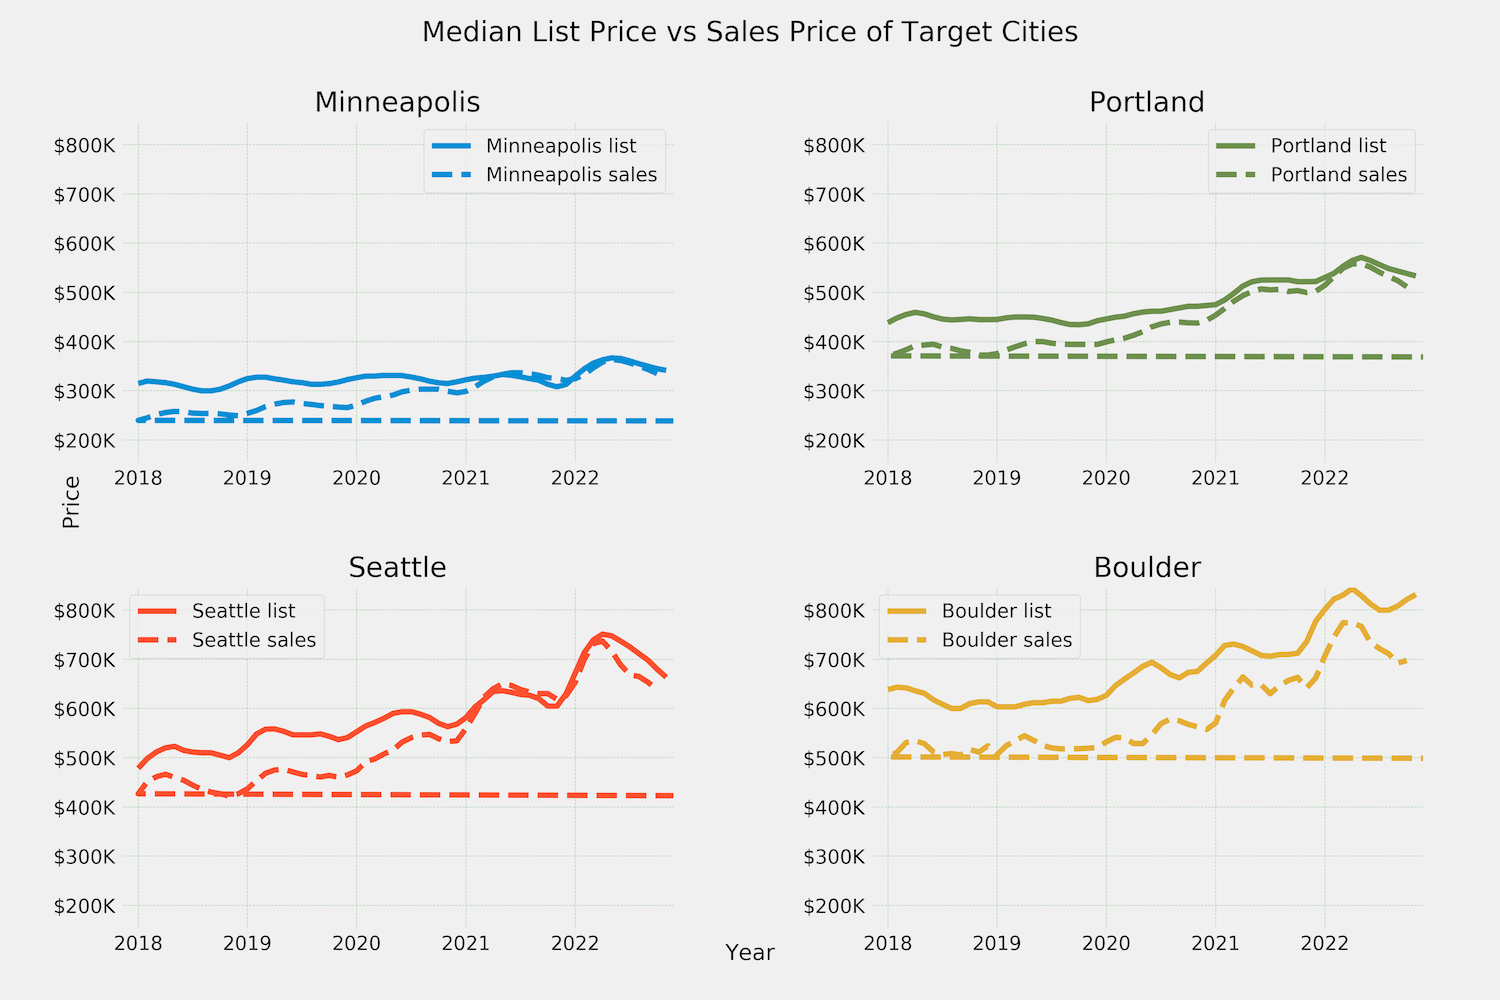 Median List Price vs Sales Price of Target Cities
Minneapolis
$800K
$700K
$600K
$500K
$400K
$300K
$200K
Minneapolis list
Minneapolis sales
2018 2019 2020 2021 2022
Portland
$800K
$700K
$600K
$500K
$400K
$300K
$200K
Portland list
Portland sales
2018 2019 2020 2021 2022
Price
Seattle
$800K
$700K
$600K
$500K
$400K
$300K
$200K
Seattle list
Seattle sales
2018 2019 2020 2021 2022
Boulder
$800K
$700K
$600K
$500K
$400K
$300K
$200K
Boulder list
Boulder sales
2018 2019 2020 2021 2022
Year